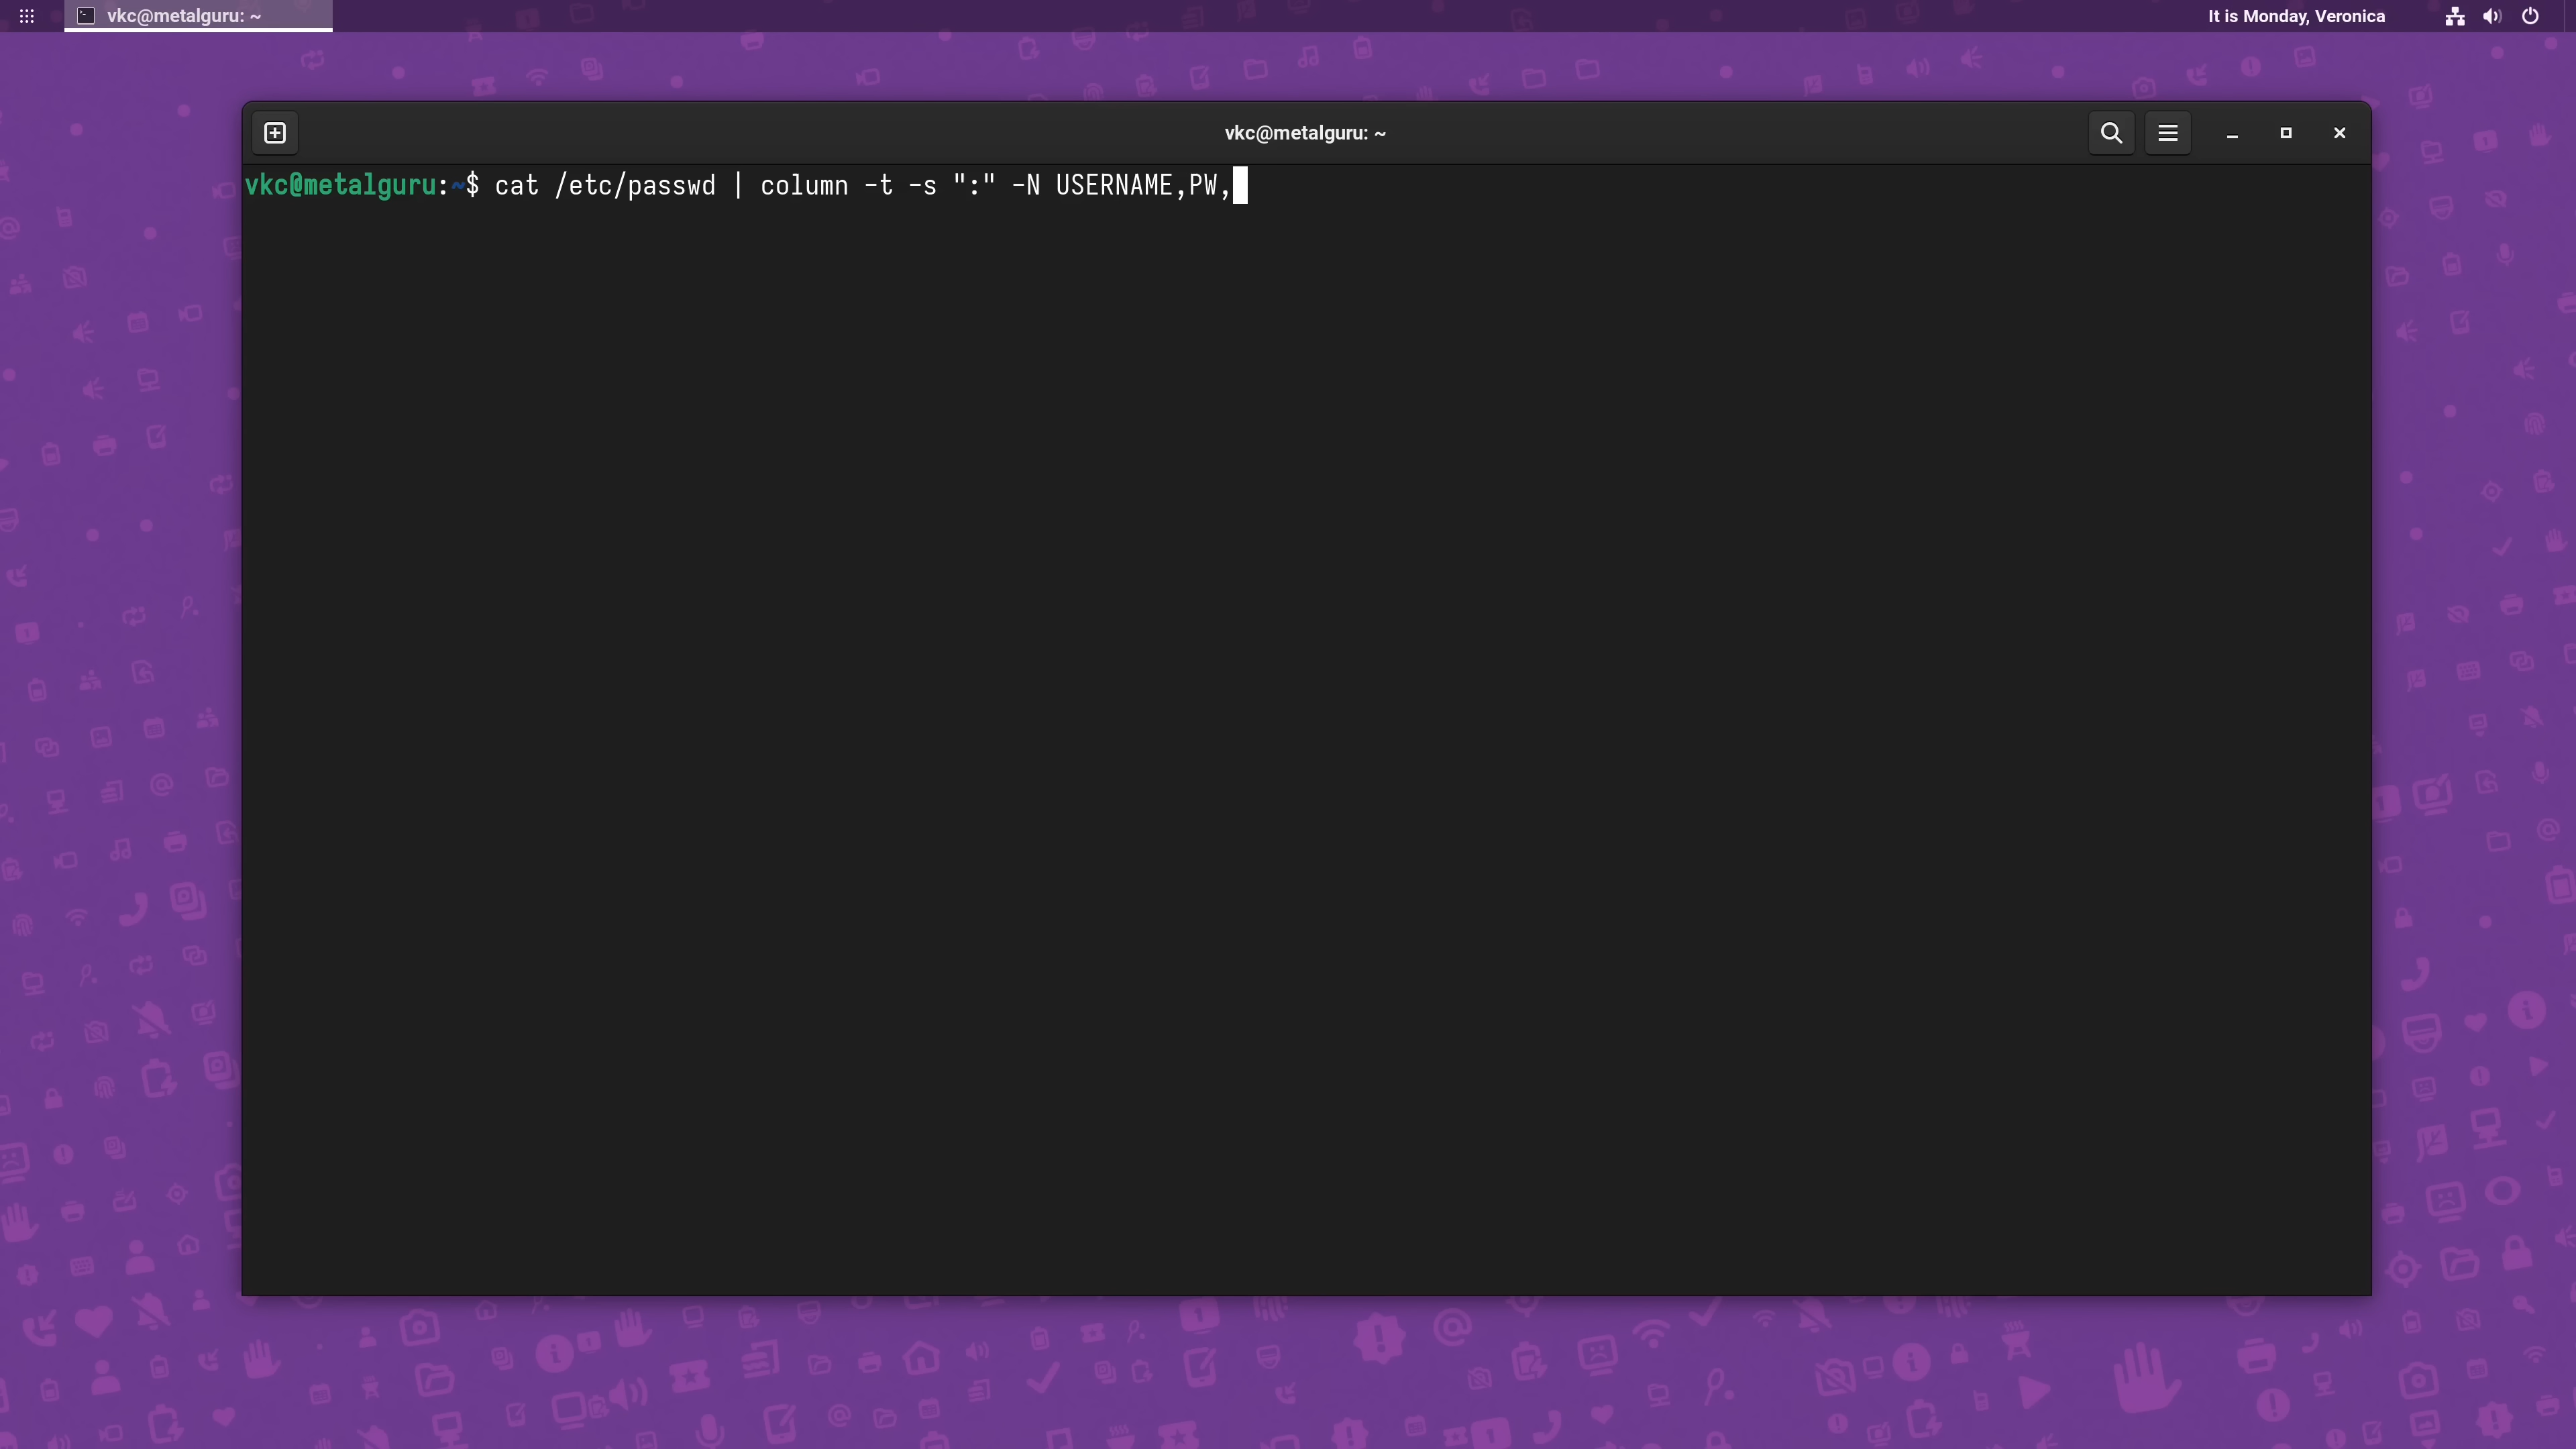 vkc@metalguru: ~
It is Monday, Veronica
vkc@metalguru: ~
vkc@metalguru:~$ cat /etc/passwd | column -t -s ":" -N USERNAME,PW,